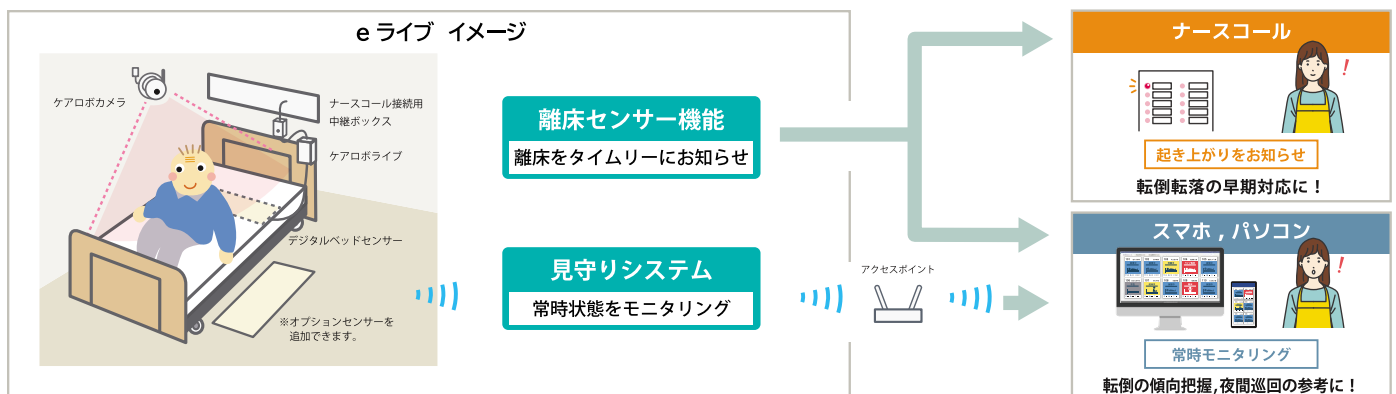 e ライブ イメージ
ケアロボカメラ
ナースコール接続用
中継ボックス
ケアロボライブ
デジタルベッドセンサー
※オプションセンサーを
追加できます。
離床センサー機能
離床をタイムリーにお知らせ
見守りシステム
常時状態をモニタリング
アクセスポイント
ナースコール
!
起き上がりをお知らせ
転倒転落の早期対応に！
スマホ , パソコン
!
常時モニタリング
転倒の傾向把握,夜間巡回の参考に！